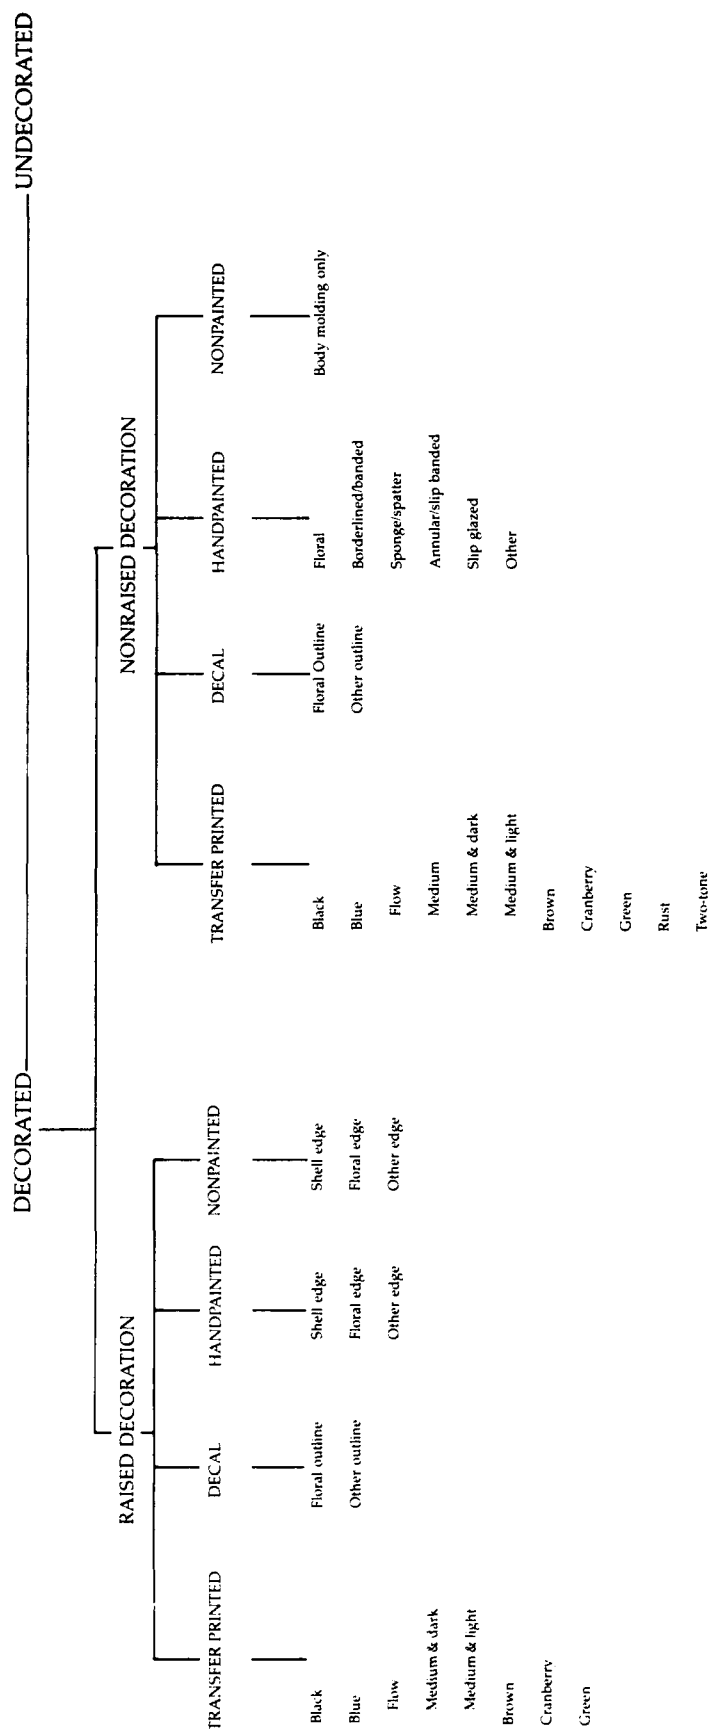 DECORATED UNDECORATED
RAISED DECORATION
TRANSFER PRINTED
Black
Blue
Flow
Medium & dark
Medium & light
Brown
Cranberry
Green
DECAL
Floral outline
Other outline
HANDPAINTED
Shell edge
Floral edge
Other edge
NONPAINTED
Shell edge
Floral edge
Other edge
NONRAISED DECORATION
TRANSFER PRINTED
Black
Blue
Flow
Medium
Medium & dark
Medium & light
Brown
Cranberry
Green
Rust
Two-tone
DECAL
Floral Outline
Other outline
HANDPAINTED
Floral
Borderlined/banded
Sponge/spatter
Annular/slip banded
Slip glazed
Other
NONPAINTED
Body molding only